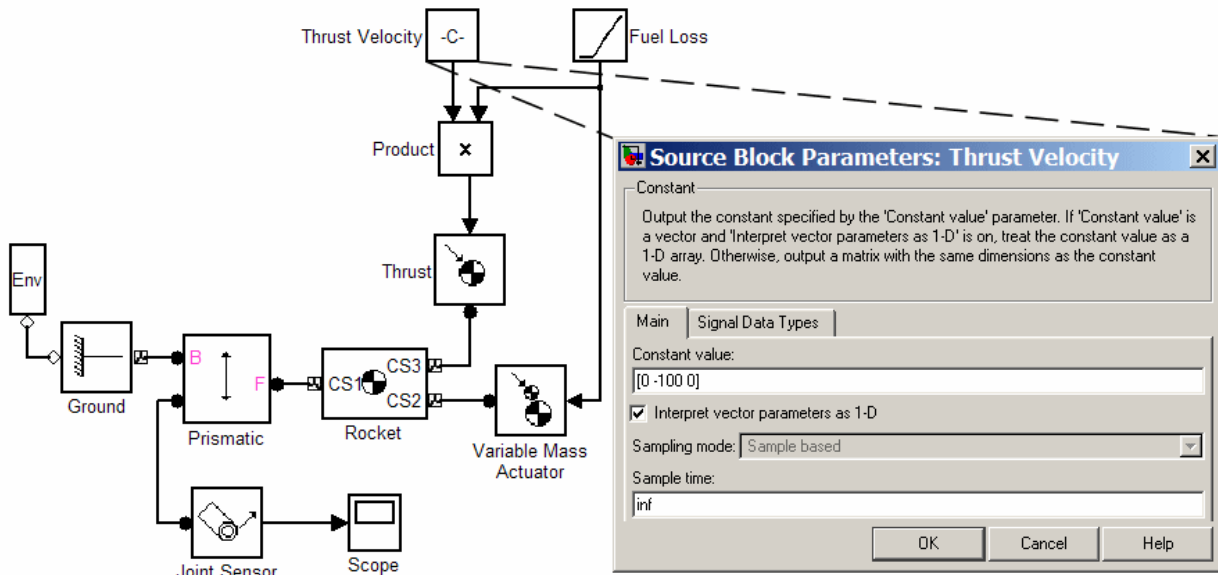 Thrust Velocity
-C-
Fuel Loss
Product
×
Thrust
Env
Ground
B
F
Prismatic
CS1
CS3
CS2
Rocket
Variable Mass
Actuator
Joint Sensor
Scope
Source Block Parameters: Thrust Velocity
Constant
Output the constant specified by the 'Constant value' parameter. If 'Constant value' is
a vector and 'Interpret vector parameters as 1-D' is on, treat the constant value as a
1-D array. Otherwise, output a matrix with the same dimensions as the constant
value.
Main
Signal Data Types
Constant value:
[0 -100 0]
Interpret vector parameters as 1-D
Sampling mode: Sample based
Sample time:
inf
OK
Cancel
Help